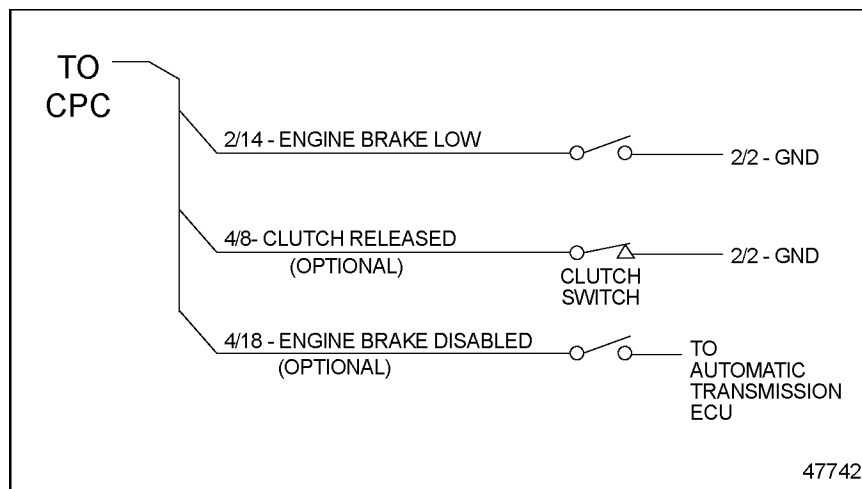 TO
CPC
2/14 - ENGINE BRAKE LOW
2/2 - GND
4/8- CLUTCH RELEASED
(OPTIONAL)
CLUTCH
SWITCH
2/2 - GND
4/18 - ENGINE BRAKE DISABLED
(OPTIONAL)
TO
AUTOMATIC
TRANSMISSION
ECU
47742